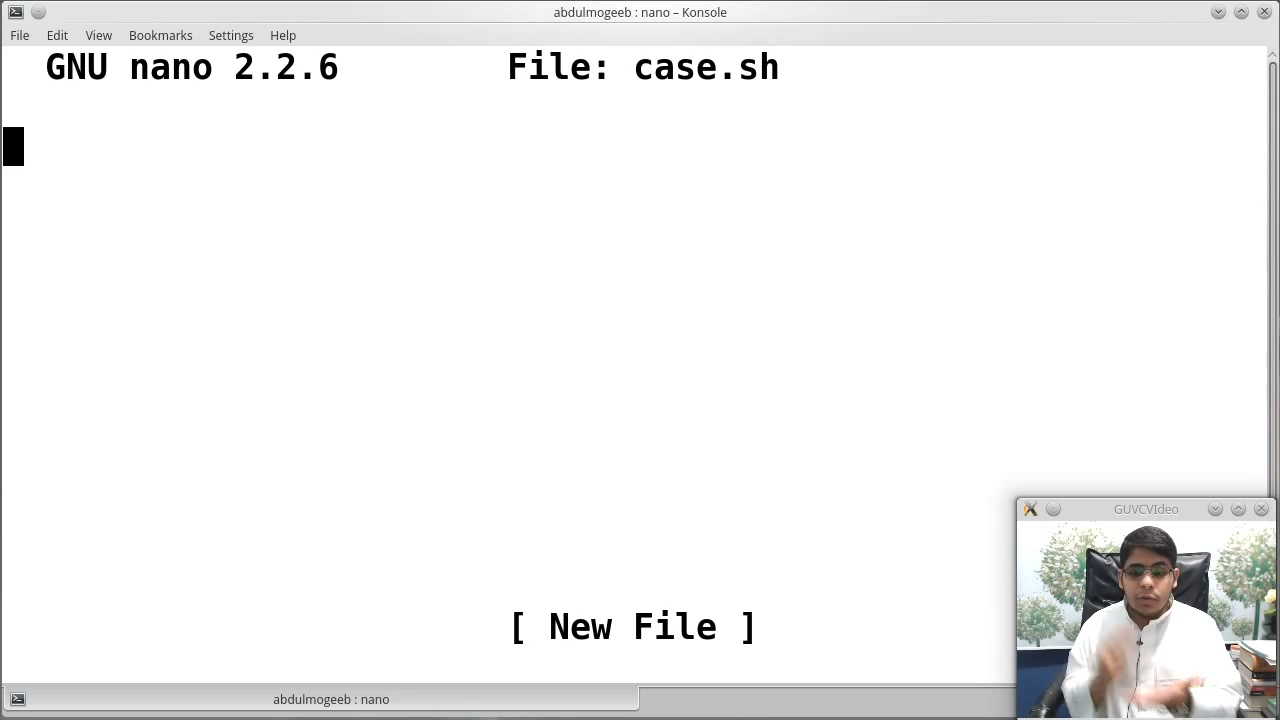 abdulmogeeb : nano – Konsole
File Edit View Bookmarks Settings Help
GNU nano 2.2.6 File: case.sh
GUVCVIdeo
[ New File ]
abdulmogeeb : nano